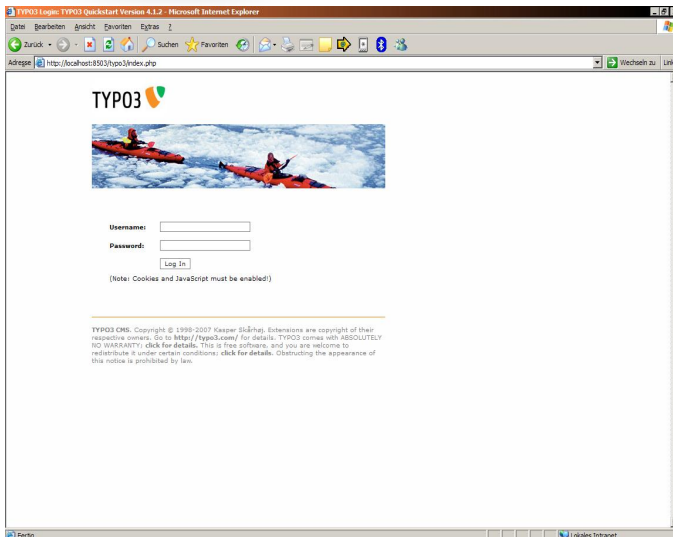 TYPO3 Login: TYPO3 Quickstart Version 4.1.2 - Microsoft Internet Explorer
Datei Bearbeiten Ansicht Favoriten Extras ?
Zurück Suchen Favoriten
Adresse http://localhost:8503/typo3/index.php Wechseln zu Link
TYPO3
Username:
Password:
Log In
(Note: Cookies and JavaScript must be enabled!)
TYPO3 CMS. Copyright © 1998-2007 Kasper Skårhøj. Extensions are copyright of their
respective owners. Go to http://typo3.com/ for details. TYPO3 comes with ABSOLUTELY
NO WARRANTY; click for details. This is free software, and you are welcome to
redistribute it under certain conditions; click for details. Obstructing the appearance of
this notice is prohibited by law.
Fertig Lokales Intranet